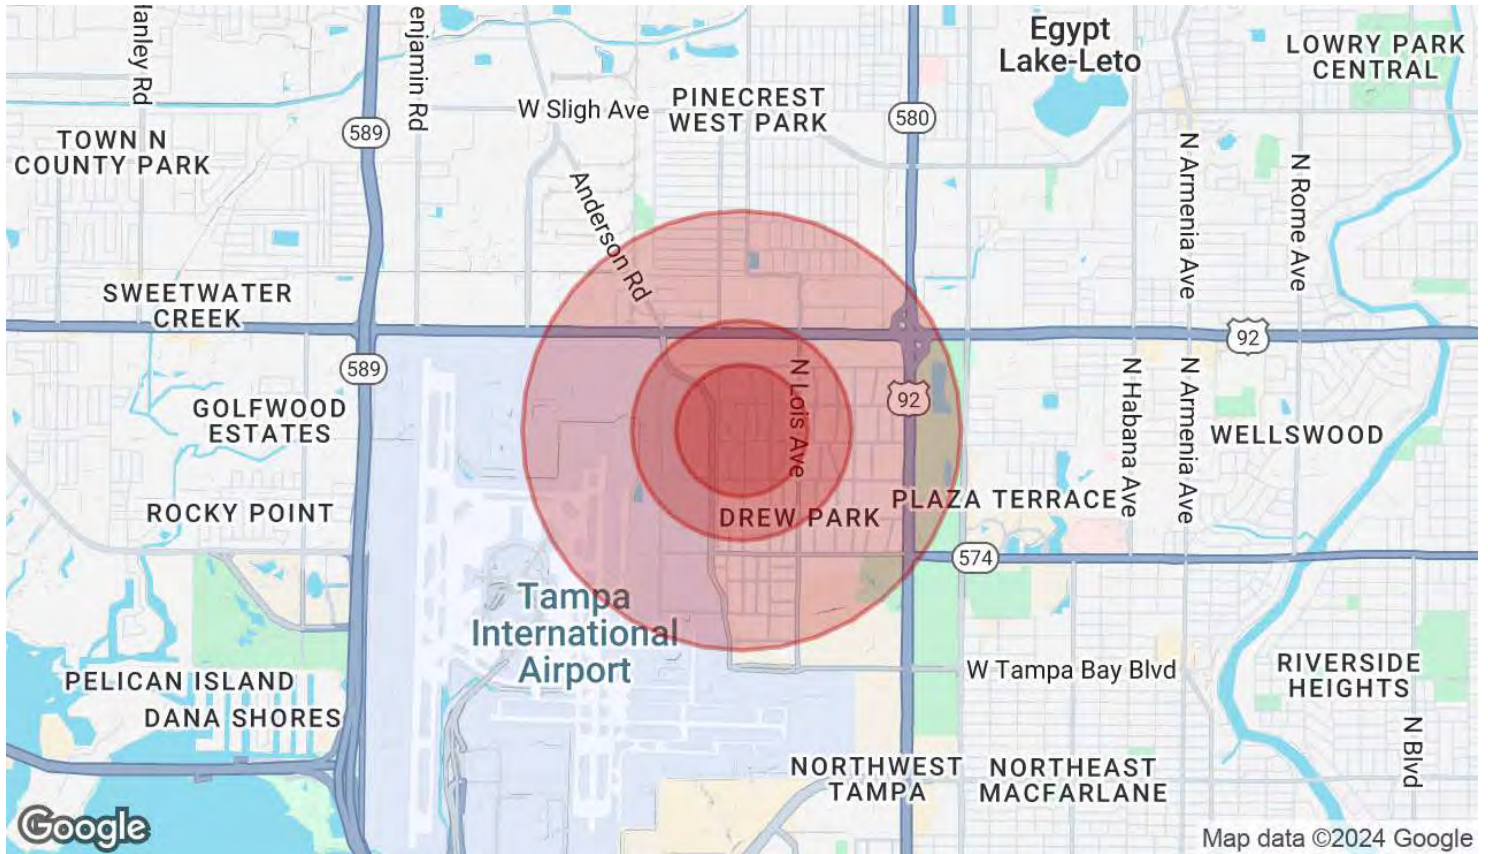 Hanley Rd
enjamin Rd
Egypt
Lake-Leto
LOWRY PARK
CENTRAL
W Sligh Ave
PINECREST
WEST PARK
580
589
TOWN N
COUNTY PARK
N Armenia Ave
N Rome Ave
Anderson Rd
SWEETWATER
CREEK
92
589
N Lois Ave
92
N Habana Ave
N Armenia Ave
GOLFWOOD
ESTATES
WELLSWOOD
ROCKY POINT
DREW PARK
PLAZA TERRACE
574
Tampa
International
Airport
W Tampa Bay Blvd
RIVERSIDE
HEIGHTS
PELICAN ISLAND
DANA SHORES
N Blvd
NORTHWEST
TAMPA
NORTHEAST
MACFARLANE
Google
Map data ©2024 Google